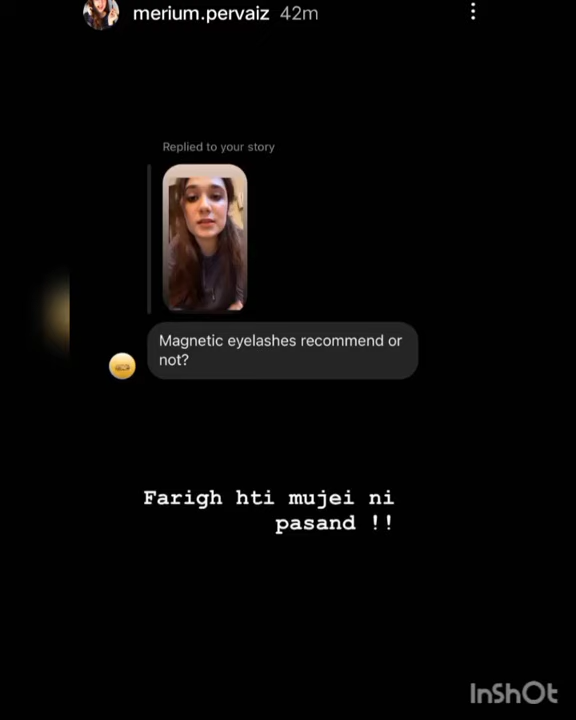 merium.pervaiz 42m
Replied to your story
Magnetic eyelashes recommend or
not?
Farigh hti mujei ni
pasand !!
InShOt